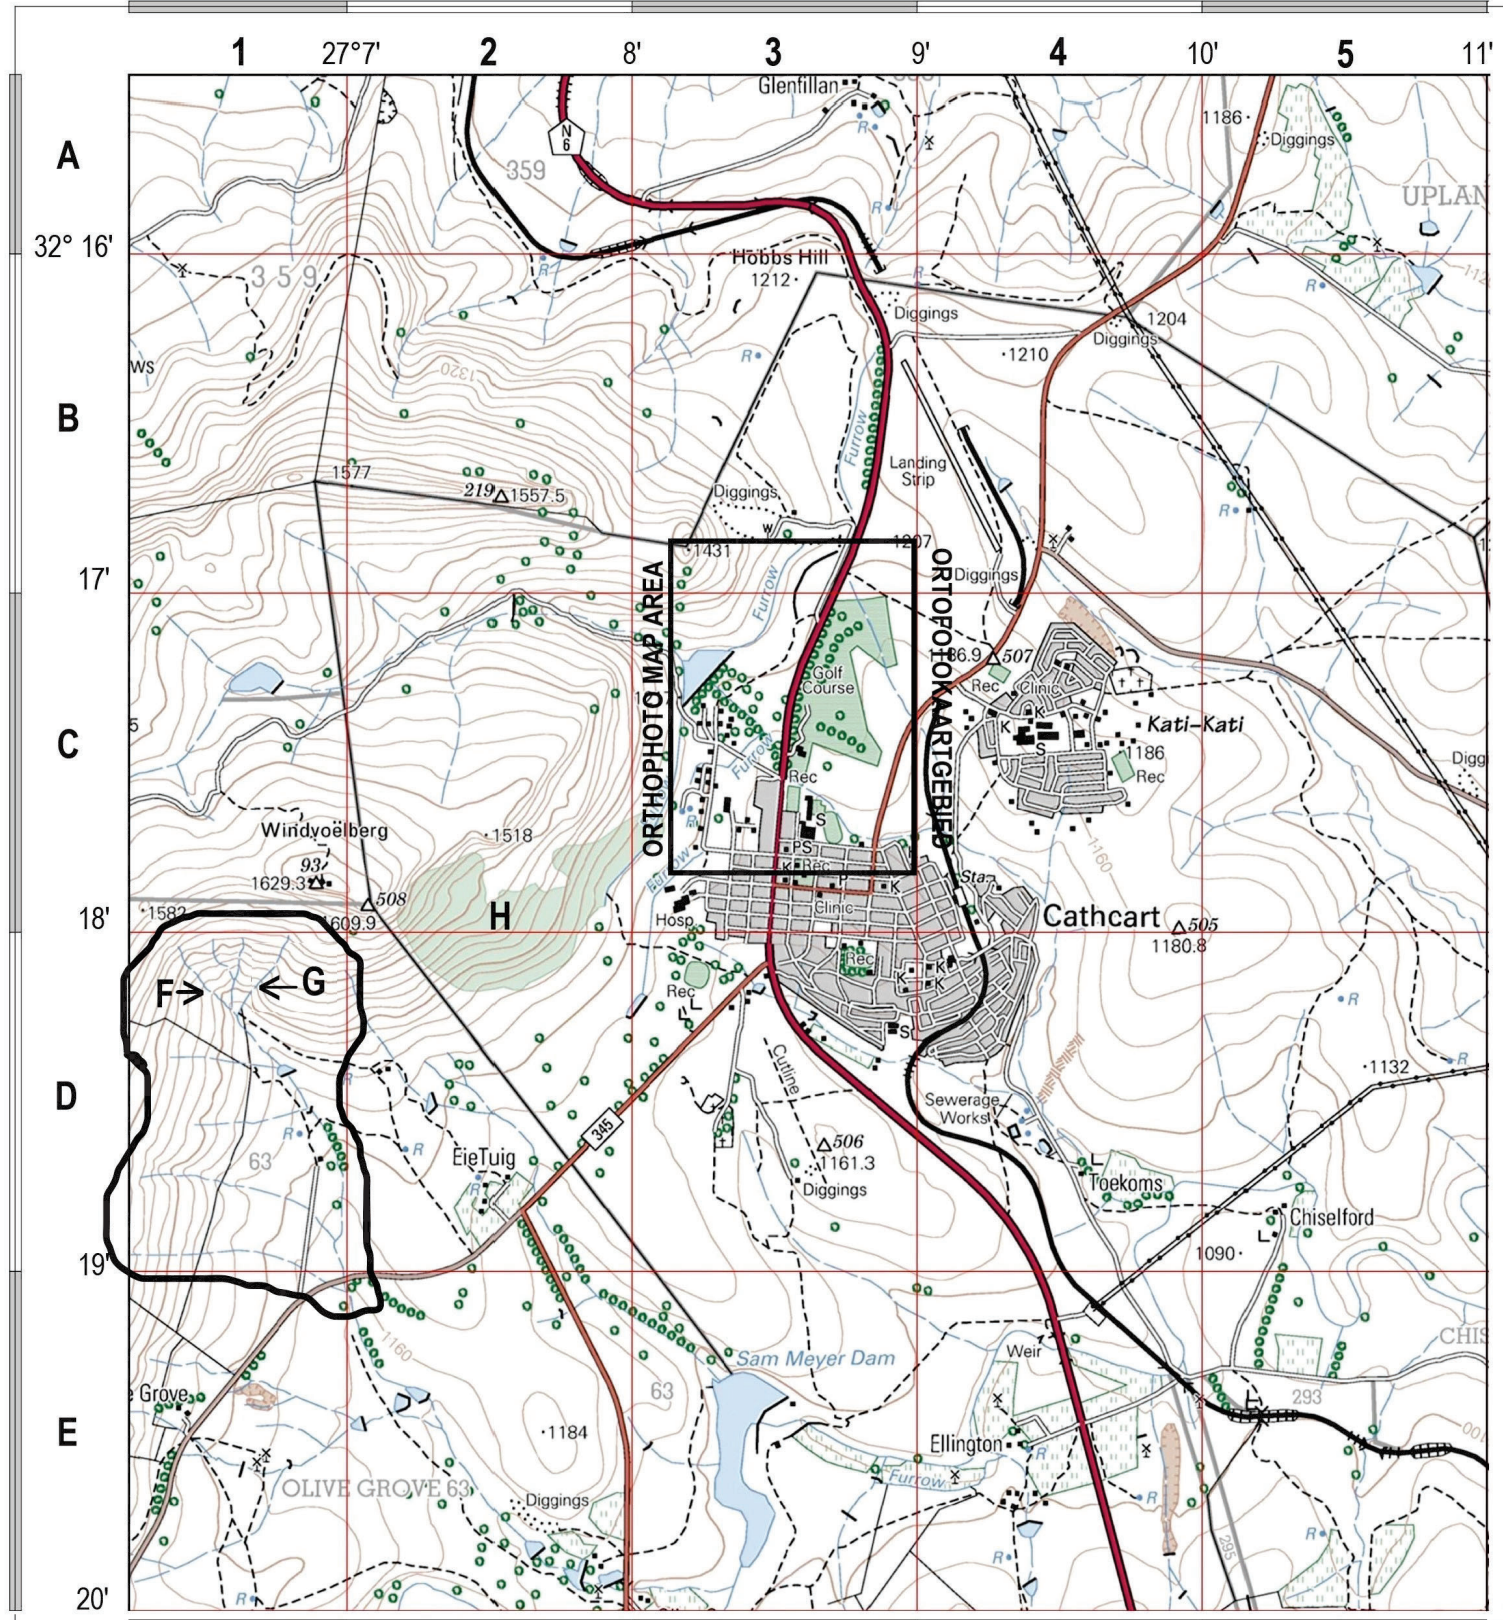 1 27°7' 2 8' 3 9' 4 10' 5 11'
Glenfillan
A
N
6
R
359
1186
Diggings
UPLAN
R
32° 16'
Hobbs Hill
1212
R
R
359
Diggings
1204
Diggings
1210
ws
R
1320
B
Furrow
Landing
Strip
1577
219 1557.5
Diggings
R
W
1431
1207
17'
Diggings
ORTHOPHOTO MAP AREA
ORTOFOTOKAARTGEBIED
Furrow
507
Golf
Course
Rec
Clinic
C
K
K
Kati-Kati
S
1186
Rec
Furrow
Rec
Digg
5
R
S
Windvoëlberg
1518
PS
1160
93
K Rec
1629.3
Furrow
P
K
Sta
508
1582
H
Hosp
Clinic
Cathcart
505
1609.9
18'
1180.8
Rec
K
K
K
F
G
Rec
R
S
Cutline
R
1132
D
R
Sewerage
Works
345
R
R
506
63
EieTuig
1161.3
R
Diggings
Toekoms
Chiselford
1090
19'
1160
Weir
CHIS
Sam Meyer Dam
e Grove
63
293
1184
E
Ellington
R
Furrow
OLIVE GROVE 63
Diggings
R
R
R
295
R
20'